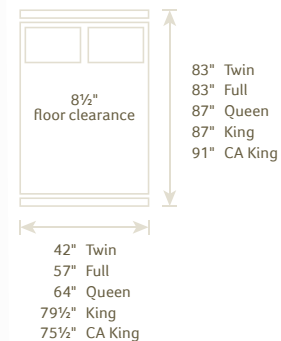 8½"
floor clearance
83" Twin
83" Full
87" Queen
87" King
91" CA King
42" Twin
57" Full
64" Queen
79½" King
75½" CA King